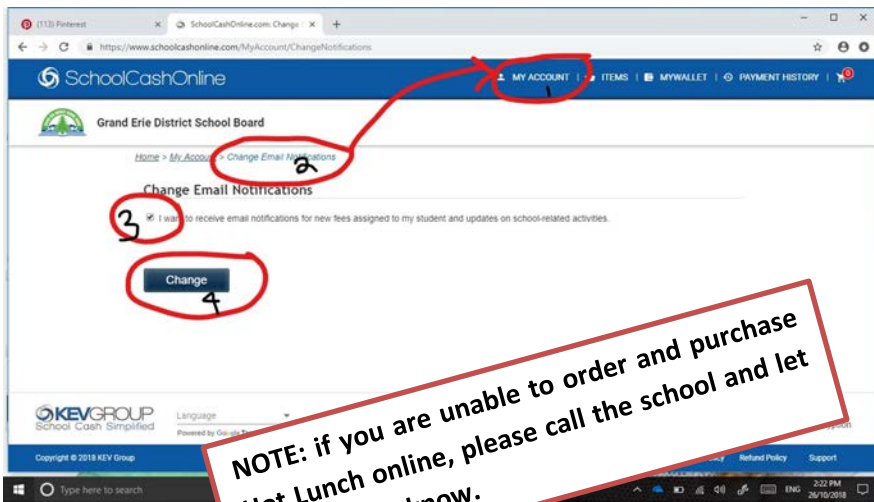 (113) Pinterest
SchoolCashOnline.com: Change
https://www.schoolcashonline.com/MyAccount/ChangeNotifications
SchoolCashOnline
MY ACCOUNT | ITEMS | MYWALLET | PAYMENT HISTORY | 0
1
Grand Erie District School Board
Home > My Account > Change Email Notifications
2
Change Email Notifications
3
I want to receive email notifications for new fees assigned to my student and updates on school-related activities.
Change
4
NOTE: if you are unable to order and purchase
Hot Lunch online, please call the school and let
know.
KEVGROUP
School Cash Simplified
Language
Powered by Google
Copyright © 2018 KEV Group
Refund Policy Support
Type here to search
ENG
2:22 PM
26/10/2018